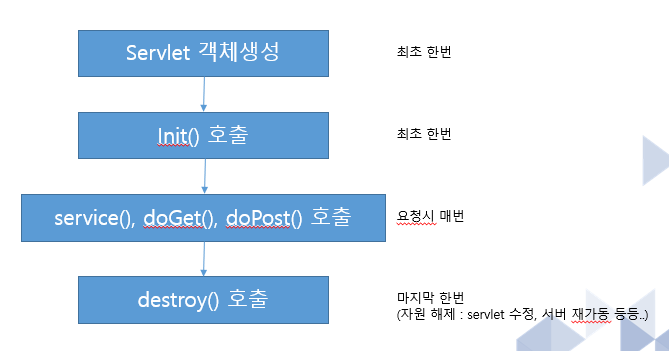 Servlet 객체생성
최초 한번
Init() 호출
최초 한번
service(), doGet(), doPost() 호출
요청시 매번
destroy() 호출
마지막 한번
(자원 해제 : servlet 수정, 서버 재가동 등등..)